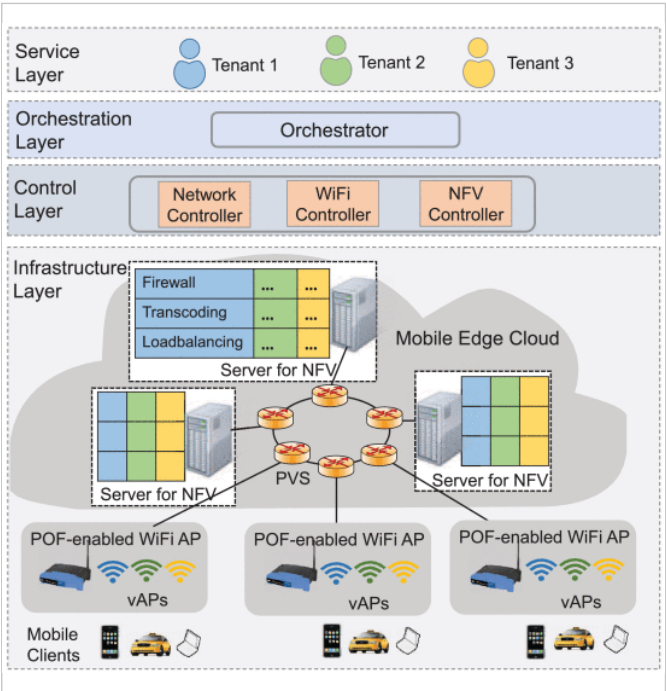 Service
Layer
Tenant 1
Tenant 2
Tenant 3
Orchestration
Layer
Orchestrator
Control
Layer
Network
Controller
WiFi
Controller
NFV
Controller
Infrastructure
Layer
Firewall ... ...
Transcoding ... ...
Loadbalancing ... ...
Server for NFV
Mobile Edge Cloud
Server for NFV
PVS
Server for NFV
POF-enabled WiFi AP
vAPs
POF-enabled WiFi AP
vAPs
POF-enabled WiFi AP
vAPs
Mobile
Clients